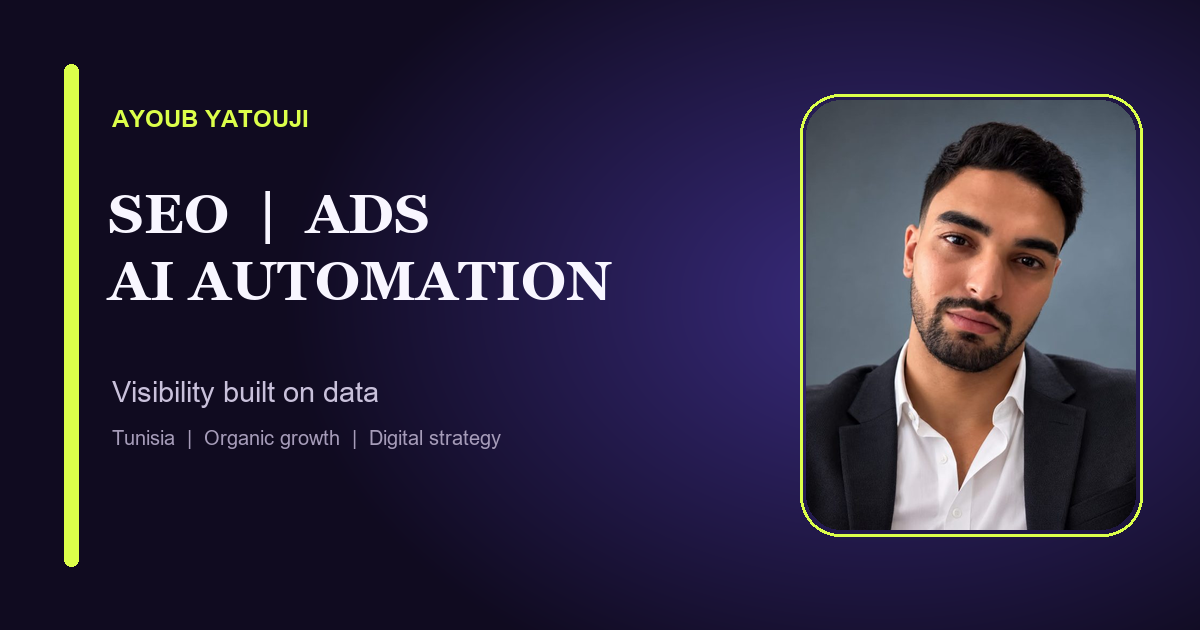 AYOUB YATOUJI
SEO | ADS
AI AUTOMATION
Visibility built on data
Tunisia | Organic growth | Digital strategy